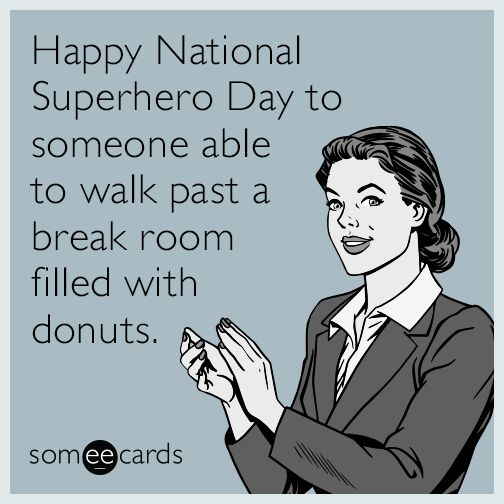 Happy National
Superhero Day to
someone able
to walk past a
break room
filled with
donuts.
someecards